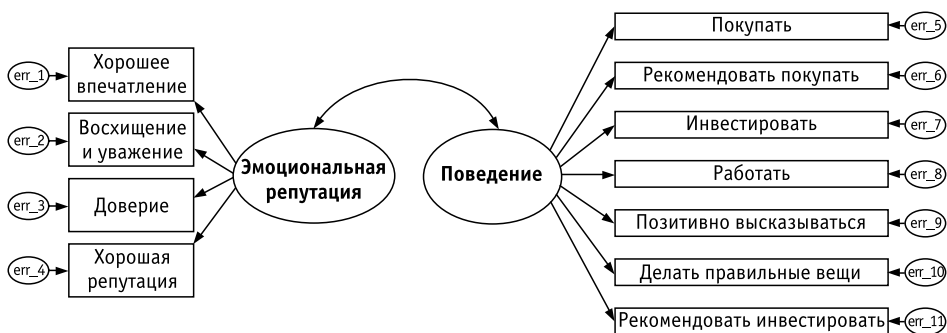 err_1
Хорошее
впечатление
err_2
Восхищение
и уважение
err_3
Доверие
err_4
Хорошая
репутация
Эмоциональная
репутация
Поведение
Покупать
err_5
Рекомендовать покупать
err_6
Инвестировать
err_7
Работать
err_8
Позитивно высказываться
err_9
Делать правильные вещи
err_10
Рекомендовать инвестировать
err_11